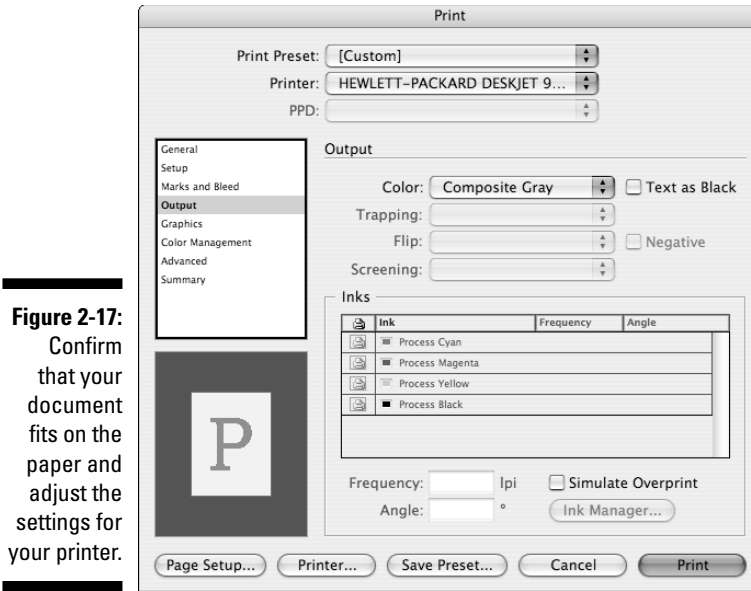 Print
Print Preset: [Custom]
Printer: HEWLETT-PACKARD DESKJET 9...
PPD:
General
Setup
Marks and Bleed
Output
Graphics
Color Management
Advanced
Summary
Output
Color: Composite Gray Text as Black
Trapping:
Flip: Negative
Screening:
Inks
Ink Frequency Angle
Process Cyan
Process Magenta
Process Yellow
Process Black
Frequency: lpi Simulate Overprint
Angle: ° Ink Manager...
P
Page Setup... Printer... Save Preset... Cancel Print
Figure 2-17:
Confirm
that your
document
fits on the
paper and
adjust the
settings for
your printer.